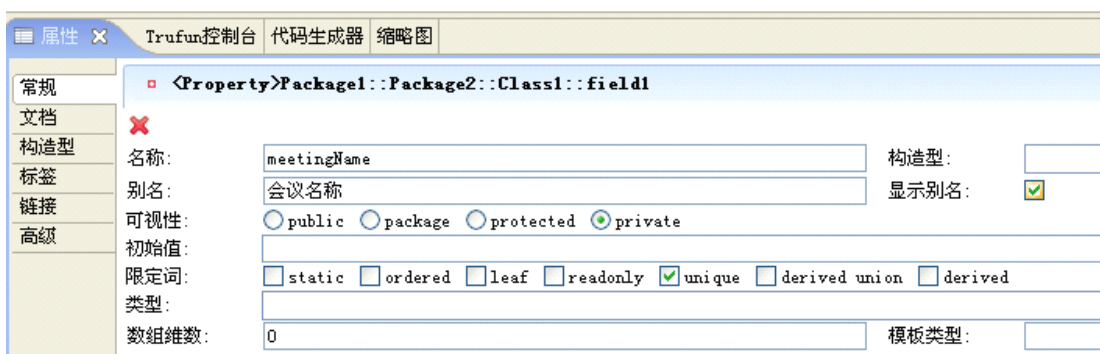 属性 Trufun控制台 代码生成器 缩略图
常规
文档
构造型
标签
链接
高级
<Property>Package1::Package2::Class1::field1
名称: meetingName 构造型:
别名: 会议名称 显示别名:
可视性: public package protected private
初始值:
限定词: static ordered leaf readonly unique derived union derived
类型:
数组维数: 0 模板类型: